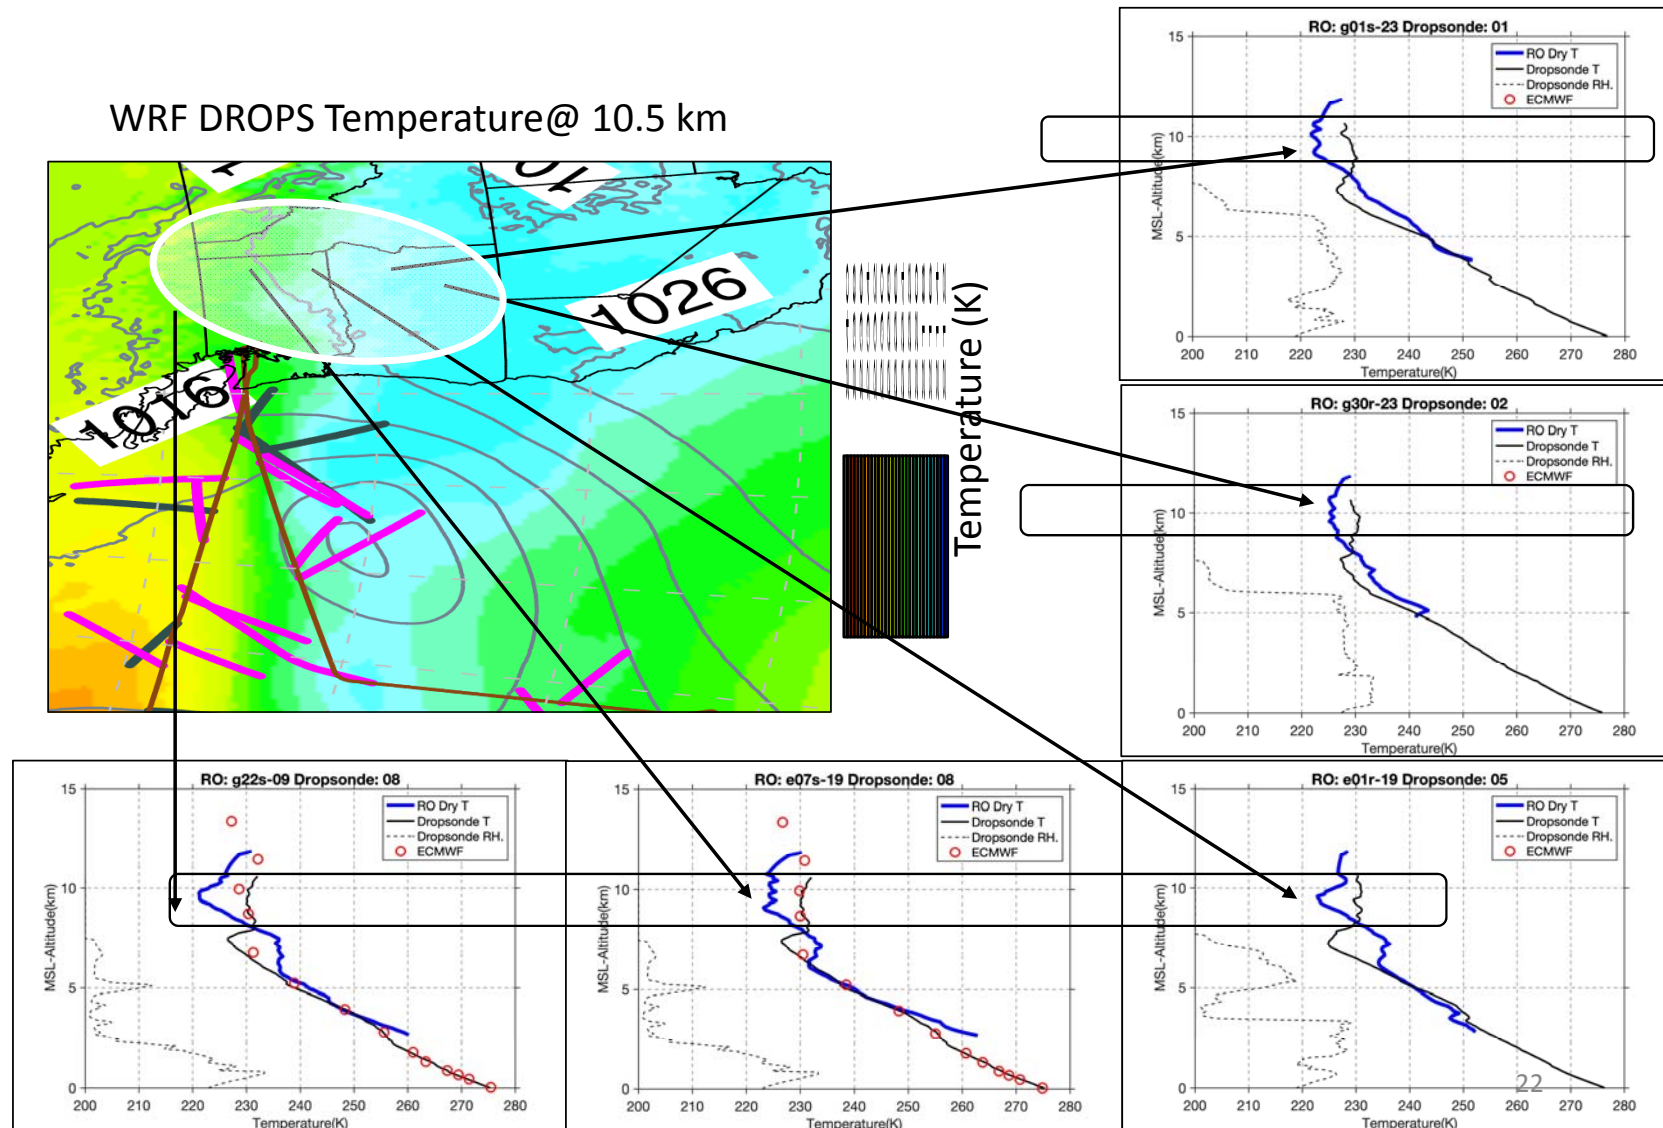 WRF DROPS Temperature@ 10.5 km
1026
1016
Temperature (K)
RO: g01s-23 Dropsonde: 01
RO Dry T
Dropsonde T
Dropsonde RH.
ECMWF
MSL-Altitude(km)
15
10
5
0
200 210 220 230 240 250 260 270 280
Temperature(K)
RO: g30r-23 Dropsonde: 02
RO Dry T
Dropsonde T
Dropsonde RH.
ECMWF
MSL-Altitude(km)
15
10
5
0
200 210 220 230 240 250 260 270 280
Temperature(K)
RO: g22s-09 Dropsonde: 08
RO Dry T
Dropsonde T
Dropsonde RH.
ECMWF
MSL-Altitude(km)
15
10
5
0
200 210 220 230 240 250 260 270 280
Temperature(K)
RO: e07s-19 Dropsonde: 08
RO Dry T
Dropsonde T
Dropsonde RH.
ECMWF
MSL-Altitude(km)
15
10
5
0
200 210 220 230 240 250 260 270 280
Temperature(K)
RO: e01r-19 Dropsonde: 05
RO Dry T
Dropsonde T
Dropsonde RH.
ECMWF
MSL-Altitude(km)
15
10
5
0
200 210 220 230 240 250 260 270 280
Temperature(K)
22